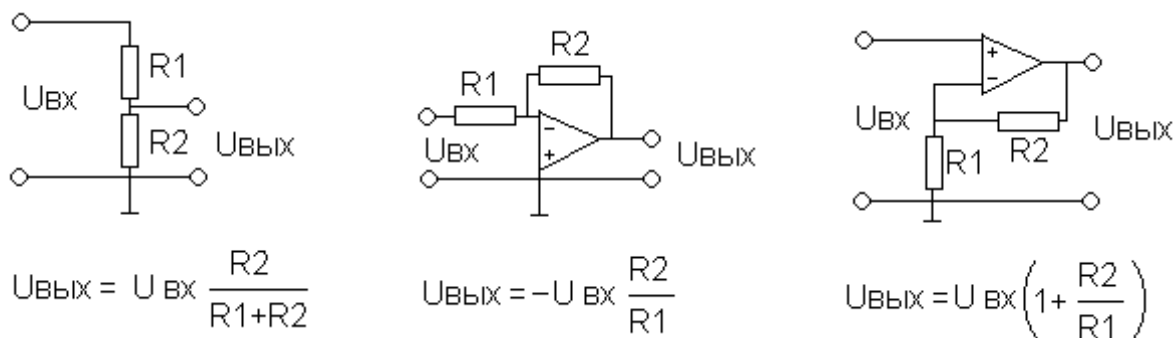 R1
Uвх
R2
Uвых
Uвых = U вх R2
R1+R2
R2
R1
−
+
Uвх
Uвых
Uвых = −U вх R2
R1
+
−
Uвх
R2
Uвых
R1
Uвых = U вх (1+ R2
R1 )